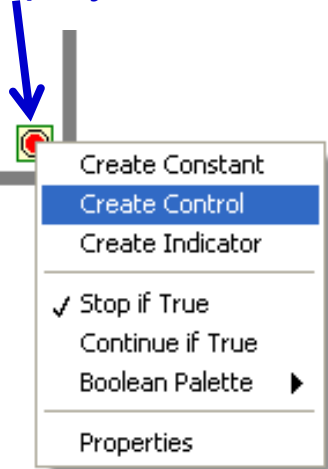 Create Constant
Create Control
Create Indicator
✓ Stop if True
Continue if True
Boolean Palette ▶
Properties